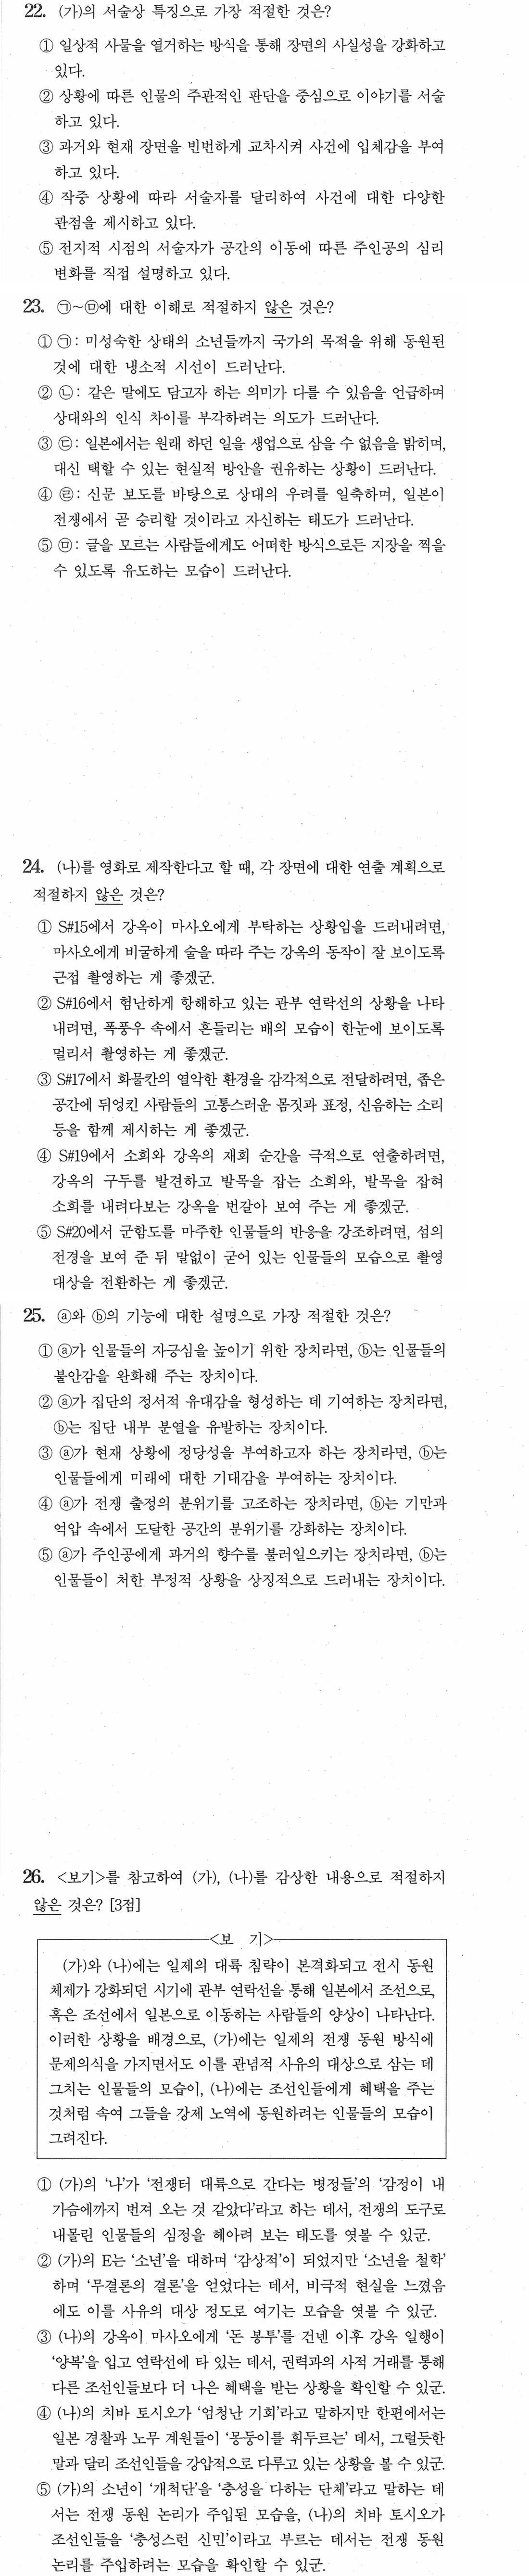 22. (가)의 서술상 특징으로 가장 적절한 것은?
① 일상적 사물을 열거하는 방식을 통해 장면의 사실성을 강화하고
있다.
② 상황에 따른 인물의 주관적인 판단을 중심으로 이야기를 서술
하고 있다.
③ 과거와 현재 장면을 빈번하게 교차시켜 사건에 입체감을 부여
하고 있다.
④ 작중 상황에 따라 서술자를 달리하여 사건에 대한 다양한
관점을 제시하고 있다.
⑤ 전지적 시점의 서술자가 공간의 이동에 따른 주인공의 심리
변화를 직접 설명하고 있다.
23. ㉠~㉤에 대한 이해로 적절하지 않은 것은?
① ㉠: 미성숙한 상태의 소년들까지 국가의 목적을 위해 동원된
것에 대한 냉소적 시선이 드러난다.
② ㉡: 같은 말에도 담고자 하는 의미가 다를 수 있음을 언급하며
상대와의 인식 차이를 부각하려는 의도가 드러난다.
③ ㉢: 일본에서는 원래 하던 일을 생업으로 삼을 수 없음을 밝히며,
대신 택할 수 있는 현실적 방안을 권유하는 상황이 드러난다.
④ ㉣: 신문 보도를 바탕으로 상대의 우려를 일축하며, 일본이
전쟁에서 곧 승리할 것이라고 자신하는 태도가 드러난다.
⑤ ㉤: 글을 모르는 사람들에게도 어떠한 방식으로든 지장을 찍을
수 있도록 유도하는 모습이 드러난다.
24. (나)를 영화로 제작한다고 할 때, 각 장면에 대한 연출 계획으로
적절하지 않은 것은?
① S#15에서 강옥이 마사오에게 부탁하는 상황임을 드러내려면,
마사오에게 비굴하게 술을 따라 주는 강옥의 동작이 잘 보이도록
근접 촬영하는 게 좋겠군.
② S#16에서 험난하게 항해하고 있는 관부 연락선의 상황을 나타
내려면, 폭풍우 속에서 흔들리는 배의 모습이 한눈에 보이도록
멀리서 촬영하는 게 좋겠군.
③ S#17에서 화물칸의 열악한 환경을 감각적으로 전달하려면, 좁은
공간에 뒤엉킨 사람들의 고통스러운 몸짓과 표정, 신음하는 소리
등을 함께 제시하는 게 좋겠군.
④ S#19에서 소희와 강옥의 재회 순간을 극적으로 연출하려면,
강옥의 구두를 발견하고 발목을 잡는 소희와, 발목을 잡혀
소희를 내려다보는 강옥을 번갈아 보여 주는 게 좋겠군.
⑤ S#20에서 군함도를 마주한 인물들의 반응을 강조하려면, 섬의
전경을 보여 준 뒤 말없이 굳어 있는 인물들의 모습으로 촬영
대상을 전환하는 게 좋겠군.
25. ⓐ와 ⓑ의 기능에 대한 설명으로 가장 적절한 것은?
① ⓐ가 인물들의 자긍심을 높이기 위한 장치라면, ⓑ는 인물들의
불안감을 완화해 주는 장치이다.
② ⓐ가 집단의 정서적 유대감을 형성하는 데 기여하는 장치라면,
ⓑ는 집단 내부 분열을 유발하는 장치이다.
③ ⓐ가 현재 상황에 정당성을 부여하고자 하는 장치라면, ⓑ는
인물들에게 미래에 대한 기대감을 부여하는 장치이다.
④ ⓐ가 전쟁 출정의 분위기를 고조하는 장치라면, ⓑ는 기만과
억압 속에서 도달한 공간의 분위기를 강화하는 장치이다.
⑤ ⓐ가 주인공에게 과거의 향수를 불러일으키는 장치라면, ⓑ는
인물들이 처한 부정적 상황을 상징적으로 드러내는 장치이다.
26. <보기>를 참고하여 (가), (나)를 감상한 내용으로 적절하지
않은 것은? [3점]
<보 기>
(가)와 (나)에는 일제의 대륙 침략이 본격화되고 전시 동원
체제가 강화되던 시기에 관부 연락선을 통해 일본에서 조선으로,
혹은 조선에서 일본으로 이동하는 사람들의 양상이 나타난다.
이러한 상황을 배경으로, (가)에는 일제의 전쟁 동원 방식에
문제의식을 가지면서도 이를 관념적 사유의 대상으로 삼는 데
그치는 인물들의 모습이, (나)에는 조선인들에게 혜택을 주는
것처럼 속여 그들을 강제 노역에 동원하려는 인물들의 모습이
그려진다.
① (가)의 '나'가 '전쟁터 대륙으로 간다는 병정들'의 '감정이 내
가슴에까지 번져 오는 것 같았다'라고 하는 데서, 전쟁의 도구로
내몰린 인물들의 심정을 헤아려 보는 태도를 엿볼 수 있군.
② (가)의 E는 '소년'을 대하며 '감상적'이 되었지만 '소년을 철학'
하며 '무결론의 결론'을 얻었다는 데서, 비극적 현실을 느꼈음
에도 이를 사유의 대상 정도로 여기는 모습을 엿볼 수 있군.
③ (나)의 강옥이 마사오에게 '돈 봉투'를 건넨 이후 강옥 일행이
'양복'을 입고 연락선에 타 있는 데서, 권력과의 사적 거래를 통해
다른 조선인들보다 더 나은 혜택을 받는 상황을 확인할 수 있군.
④ (나)의 치바 토시오가 '엄청난 기회'라고 말하지만 한편에서는
일본 경찰과 노무 계원들이 '몽둥이를 휘두르는' 데서, 그럴듯한
말과 달리 조선인들을 강압적으로 다루고 있는 상황을 볼 수 있군.
⑤ (가)의 소년이 '개척단'을 '충성을 다하는 단체'라고 말하는 데
서는 전쟁 동원 논리가 주입된 모습을, (나)의 치바 토시오가
조선인들을 '충성스런 신민'이라고 부르는 데서는 전쟁 동원
논리를 주입하려는 모습을 확인할 수 있군.